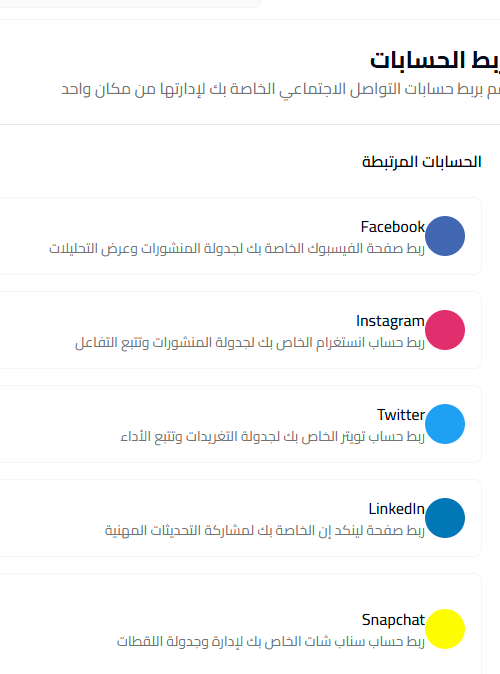 الحسابات
بربط حسابات التواصل الاجتماعي الخاصة بك لإدارتها من مكان واحد
الحسابات المرتبطة
Facebook
ربط صفحة الفيسبوك الخاصة بك لجدولة المنشورات وعرض التحليلات
Instagram
ربط حساب انستغرام الخاص بك لجدولة المنشورات وتتبع التفاعل
Twitter
ربط حساب تويتر الخاص بك لجدولة التغريدات وتتبع الأداء
LinkedIn
ربط صفحة لينكد إن الخاصة بك لمشاركة التحديثات المهنية
Snapchat
ربط حساب سناب شات الخاص بك لإدارة وجدولة اللقطات